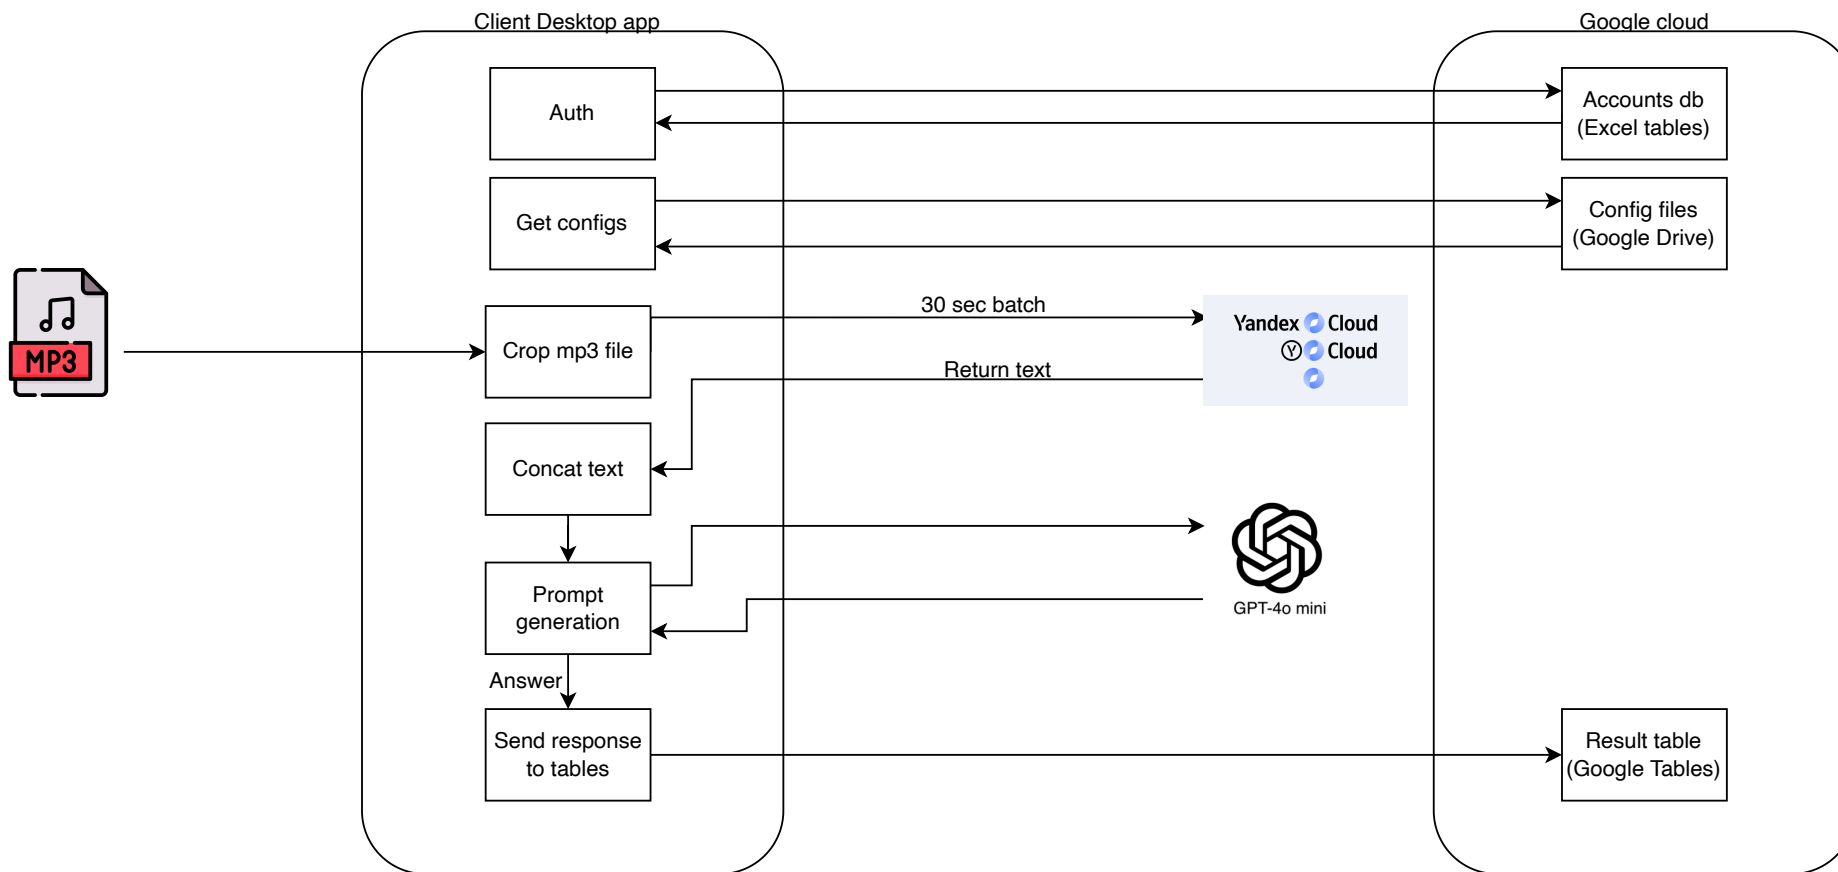 Client Desktop app
Google cloud
Auth
Accounts db
(Excel tables)
Get configs
Config files
(Google Drive)
MP3
Crop mp3 file
30 sec batch
Return text
Yandex Cloud
Y Cloud
Concat text
Prompt
generation
GPT-4o mini
Answer
Send response
to tables
Result table
(Google Tables)